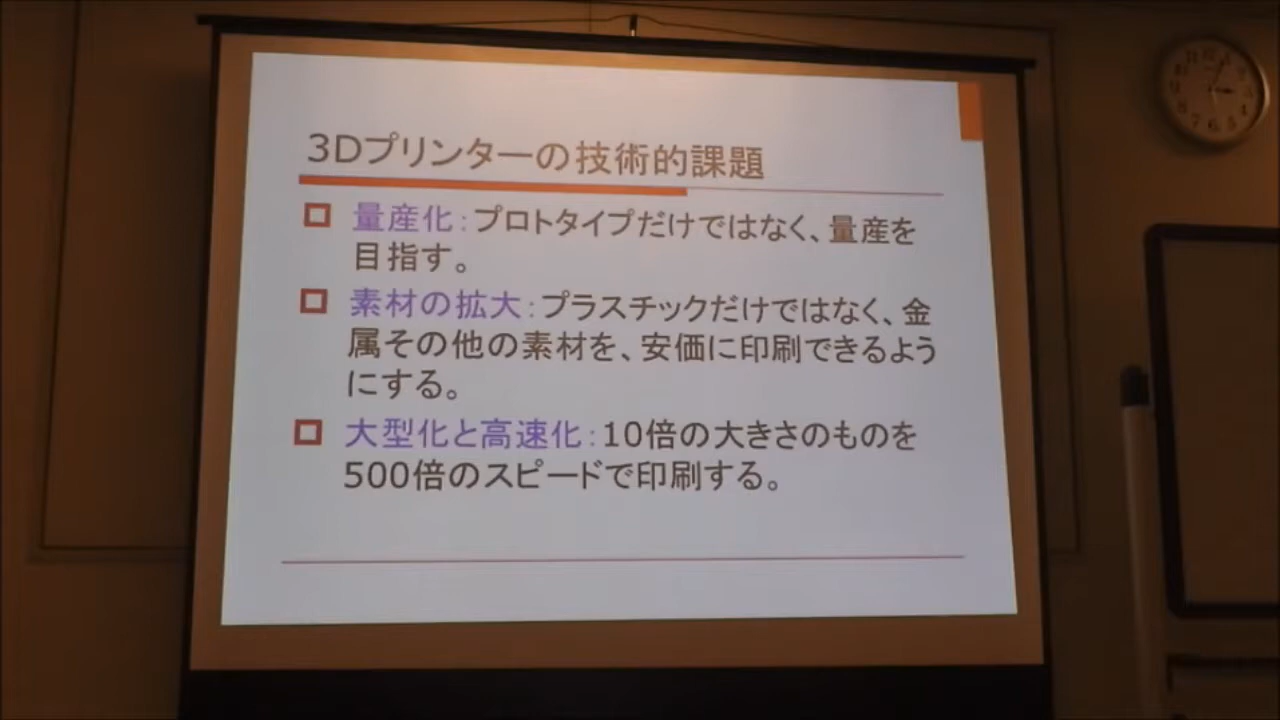 3Dプリンターの技術的課題
量産化：プロトタイプだけではなく、量産を
目指す。
素材の拡大：プラスチックだけではなく、金
属その他の素材を、安価に印刷できるよう
にする。
大型化と高速化：10倍の大きさのものを
500倍のスピードで印刷する。